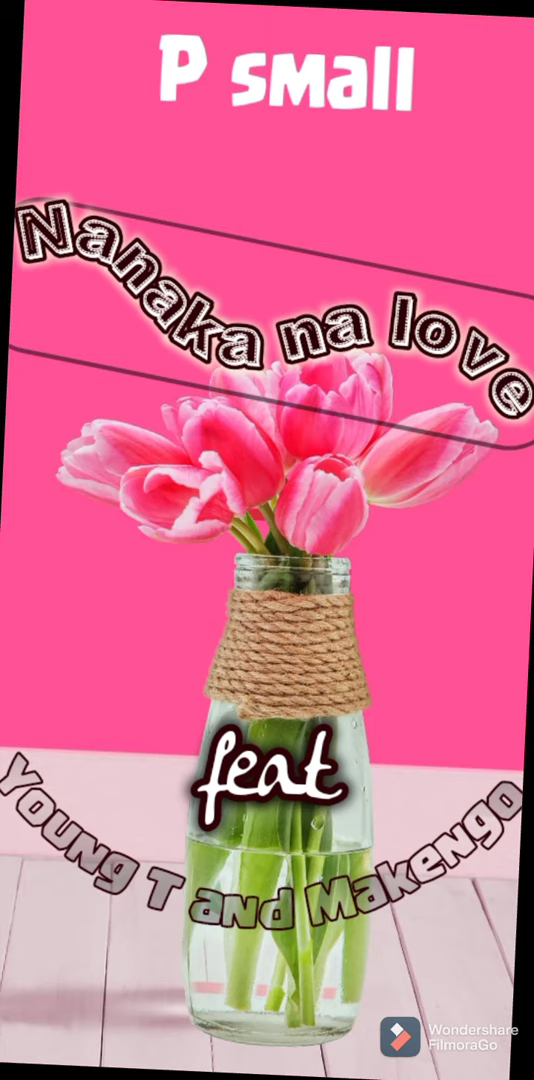 P small
Nanaka na love
feat
Young T and Makengo
Wondershare
FilmoraGo